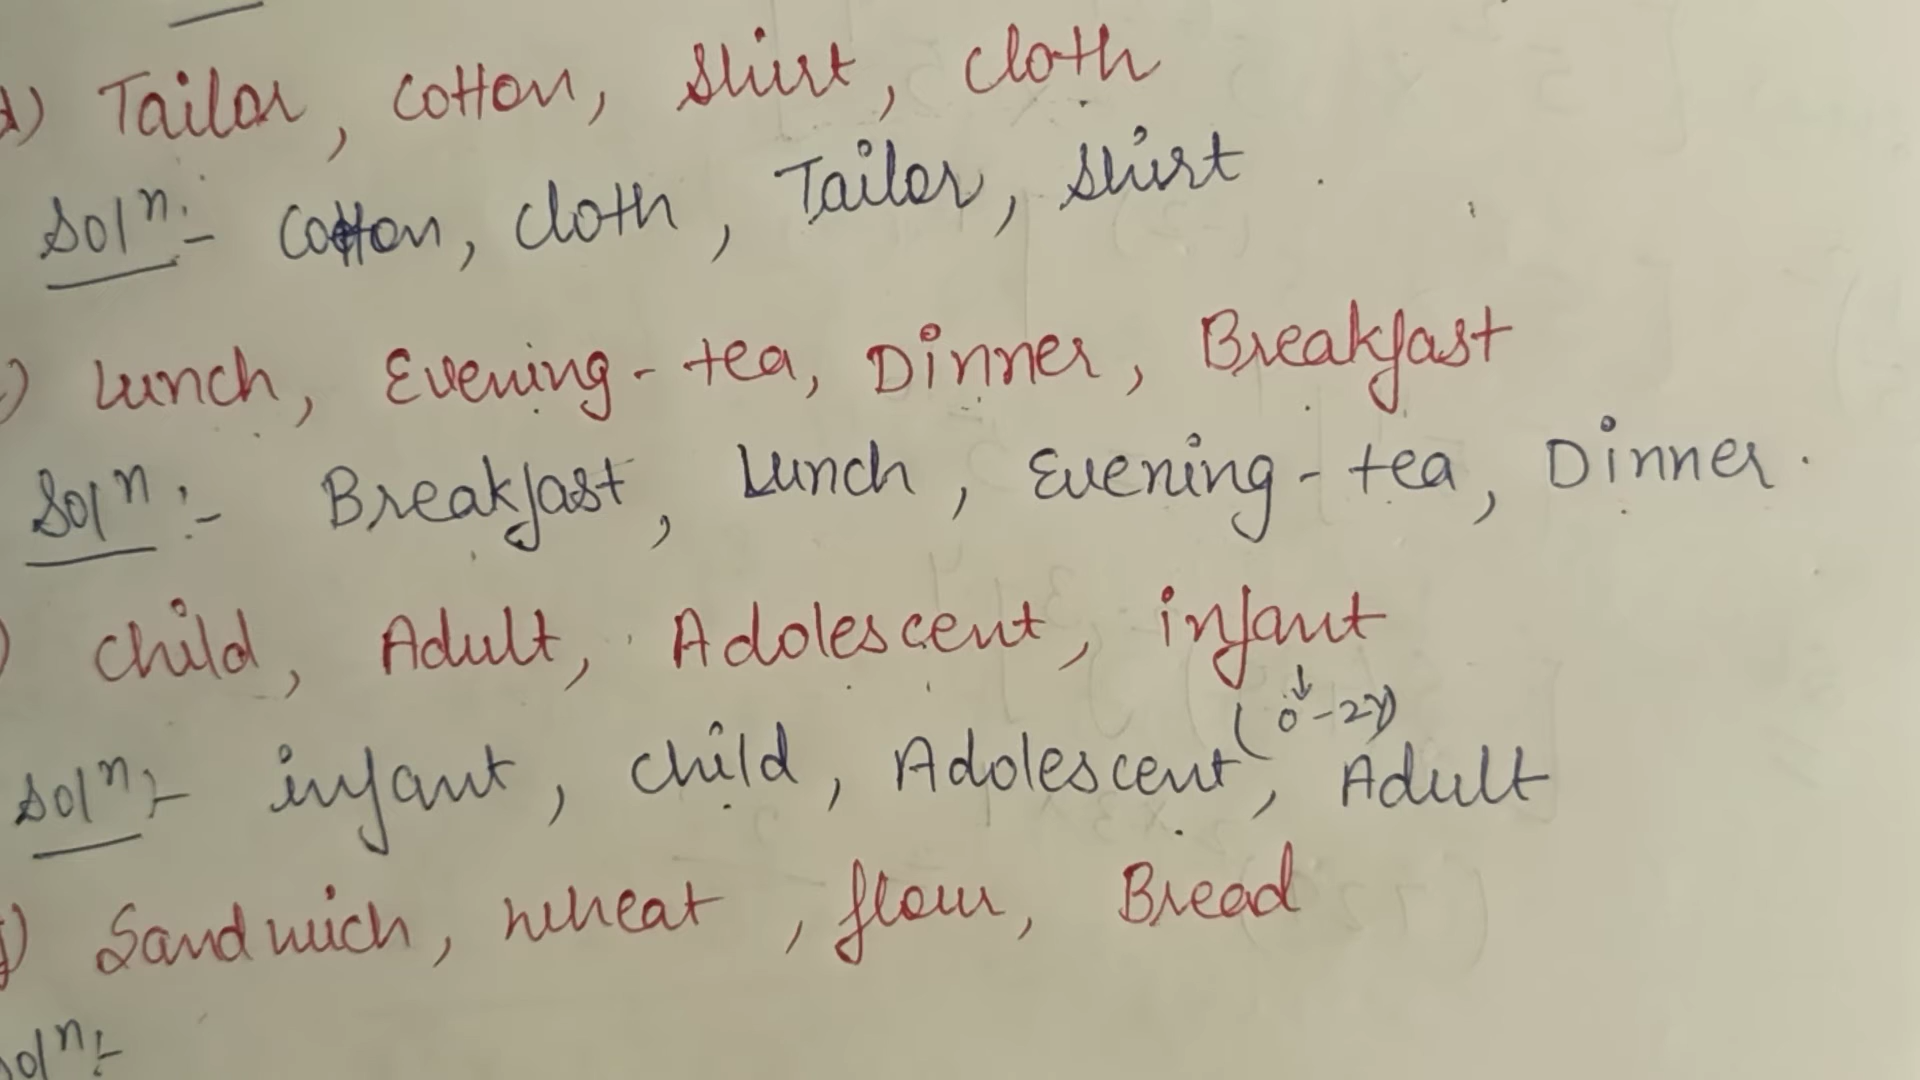 d) Tailor, Cotton, Shirt, Cloth
Solⁿ:- Cotton, Cloth, Tailor, Shirt.
) Lunch, Evening-tea, Dinner, Breakfast
Solⁿ:- Breakfast, Lunch, Evening-tea, Dinner.
) Child, Adult, Adolescent, infant
↓
(0-2y)
Solⁿ:- infant, Child, Adolescent, Adult
g) Sandwich, wheat, flour, Bread
Solⁿ:-